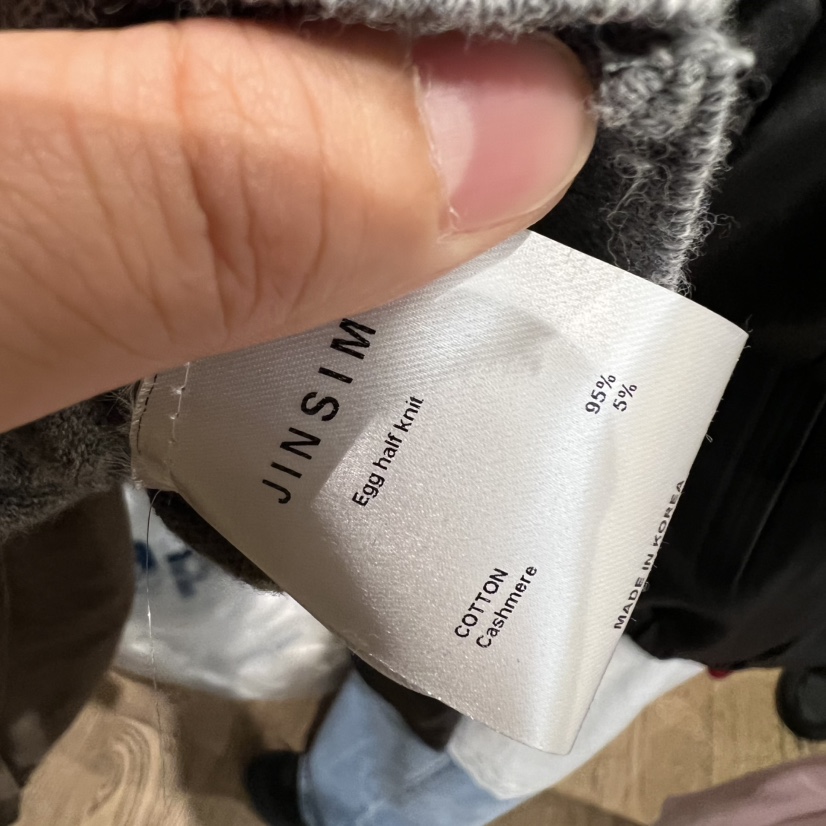 JINSIM
Egg half knit
COTTON 95%
Cashmere 5%
MADE IN KOREA